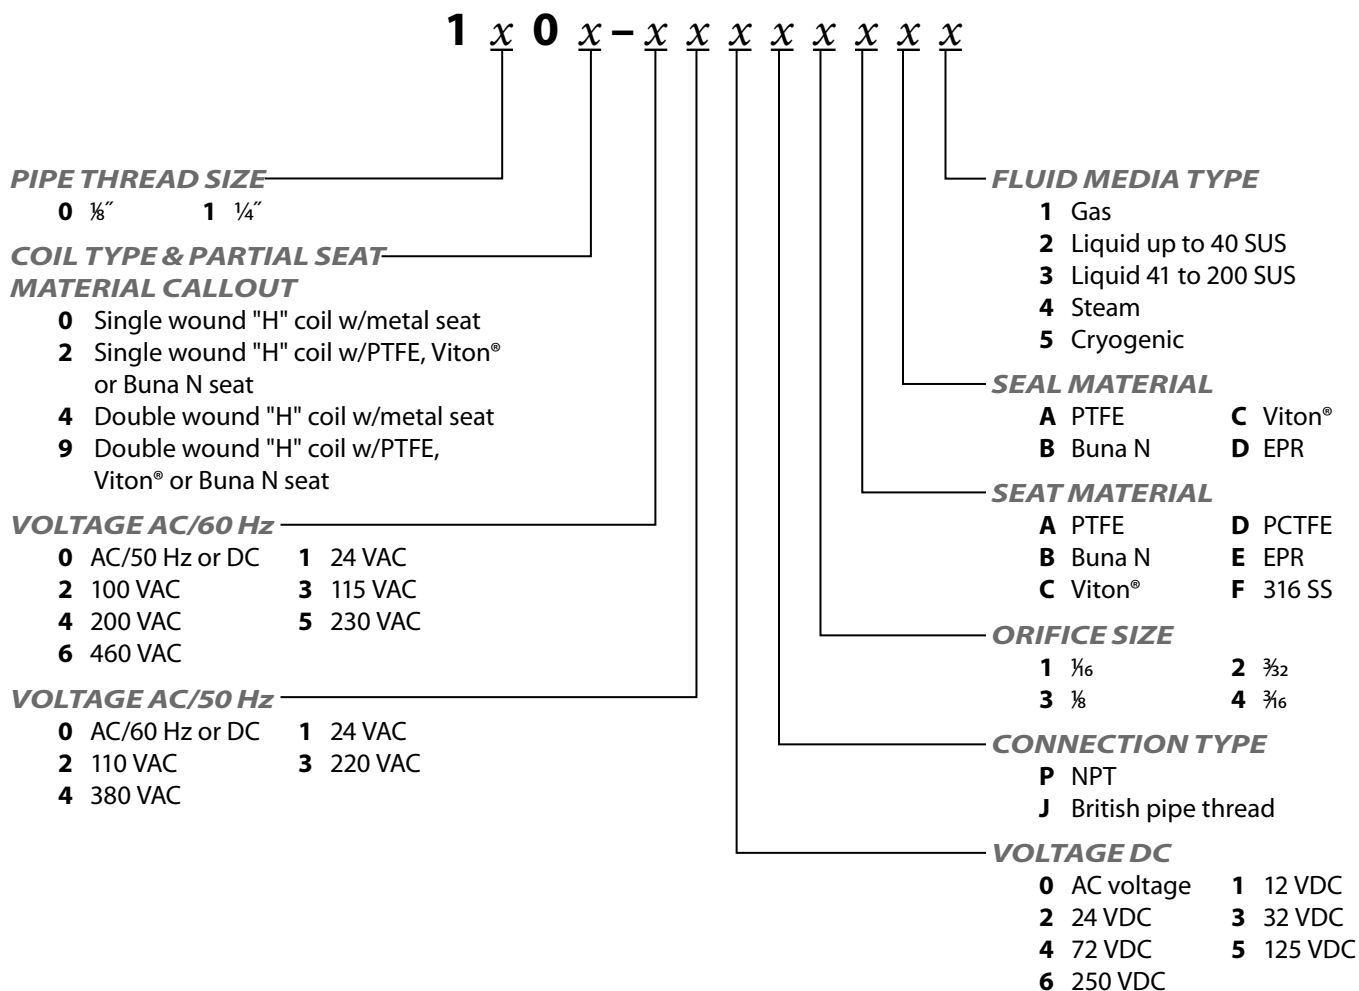 1 x 0 x – x x x x x x x x
PIPE THREAD SIZE
0 ⅛˝ 1 ¼˝
COIL TYPE & PARTIAL SEAT
MATERIAL CALLOUT
0 Single wound "H" coil w/metal seat
2 Single wound "H" coil w/PTFE, Viton®
or Buna N seat
4 Double wound "H" coil w/metal seat
9 Double wound "H" coil w/PTFE,
Viton® or Buna N seat
VOLTAGE AC/60 Hz
0 AC/50 Hz or DC 1 24 VAC
2 100 VAC 3 115 VAC
4 200 VAC 5 230 VAC
6 460 VAC
VOLTAGE AC/50 Hz
0 AC/60 Hz or DC 1 24 VAC
2 110 VAC 3 220 VAC
4 380 VAC
FLUID MEDIA TYPE
1 Gas
2 Liquid up to 40 SUS
3 Liquid 41 to 200 SUS
4 Steam
5 Cryogenic
SEAL MATERIAL
A PTFE C Viton®
B Buna N D EPR
SEAT MATERIAL
A PTFE D PCTFE
B Buna N E EPR
C Viton® F 316 SS
ORIFICE SIZE
1 1⁄16 2 3⁄32
3 ⅛ 4 3⁄16
CONNECTION TYPE
P NPT
J British pipe thread
VOLTAGE DC
0 AC voltage 1 12 VDC
2 24 VDC 3 32 VDC
4 72 VDC 5 125 VDC
6 250 VDC